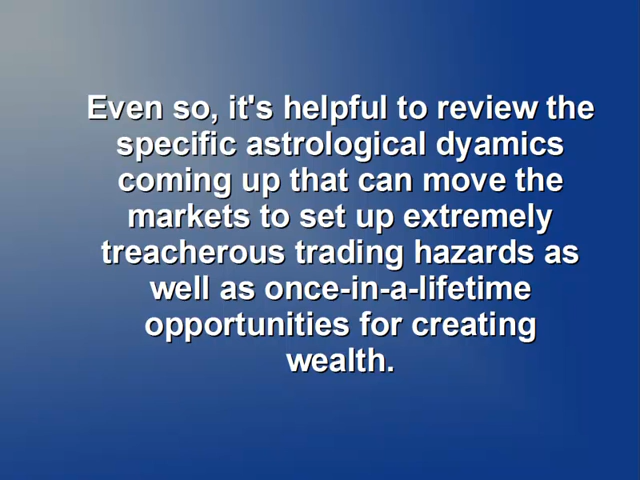 Even so, it's helpful to review the
specific astrological dyamics
coming up that can move the
markets to set up extremely
treacherous trading hazards as
well as once-in-a-lifetime
opportunities for creating
wealth.